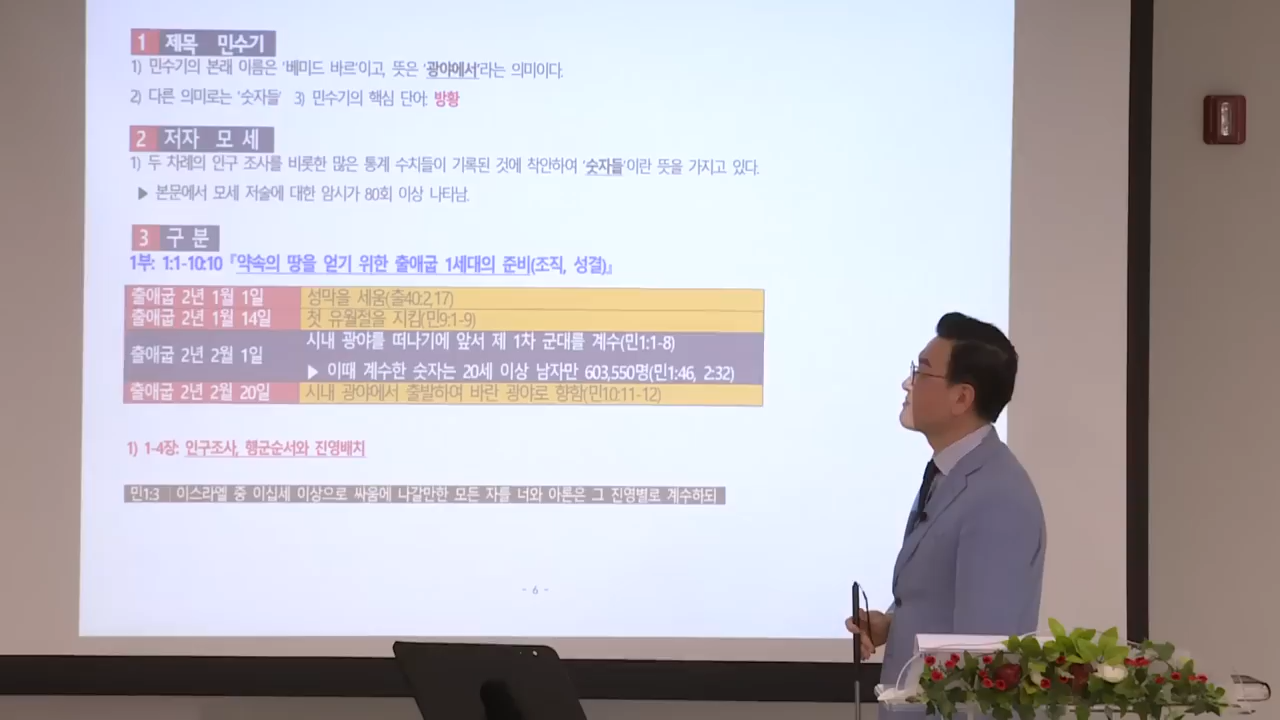 1 제목 민수기
1) 민수기의 본래 이름은 '베미드 바르'이고, 뜻은 '광야에서'라는 의미이다.
2) 다른 의미로는 '숫자들' 3) 민수기의 핵심 단어: 방황
2 저자 모세
1) 두 차례의 인구 조사를 비롯한 많은 통계 수치들이 기록된 것에 착안하여 '숫자들'이란 뜻을 가지고 있다.
▶ 본문에서 모세 저술에 대한 암시가 80회 이상 나타남.
3 구 분
1부: 1:1-10:10 『약속의 땅을 얻기 위한 출애굽 1세대의 준비(조직, 성결)』
출애굽 2년 1월 1일 성막을 세움(출40:2,17)
출애굽 2년 1월 14일 첫 유월절을 지킴(민9:1-9)
출애굽 2년 2월 1일 시내 광야를 떠나기에 앞서 제 1차 군대를 계수(민1:1-8)
▶ 이때 계수한 숫자는 20세 이상 남자만 603,550명(민1:46, 2:32)
출애굽 2년 2월 20일 시내 광야에서 출발하여 바란 광야로 향함(민10:11-12)
1) 1-4장: 인구조사, 행군순서와 진영배치
민1:3 이스라엘 중 이십세 이상으로 싸움에 나갈만한 모든 자를 너와 아론은 그 진영별로 계수하되
- 6 -